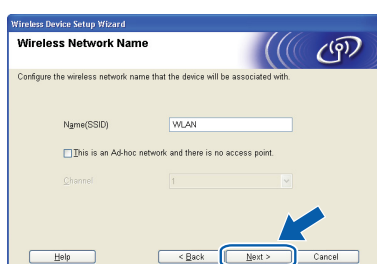 Wireless Device Setup Wizard
Wireless Network Name
Configure the wireless network name that the device will be associated with.
Name(SSID) WLAN
This is an Ad-hoc network and there is no access point.
Channel 1
Help < Back Next > Cancel